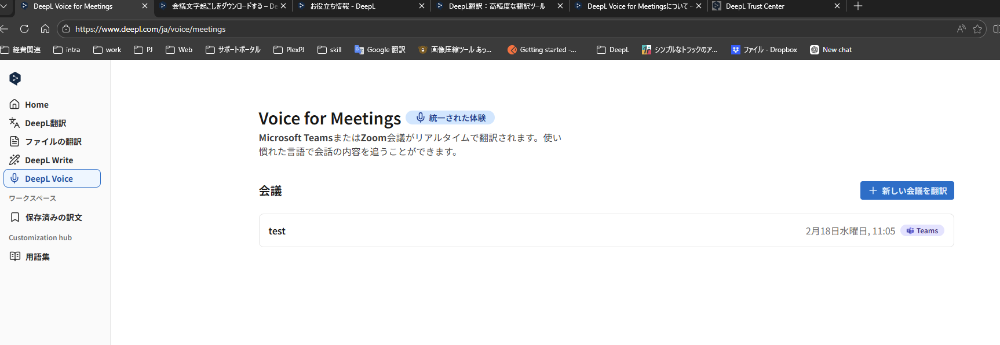 DeepL Voice for Meetings
会議文字起こしをダウンロードする – De
お役立ち情報 - DeepL
DeepL翻訳：高精度な翻訳ツール
DeepL Voice for Meetingsについて -
DeepL Trust Center
https://www.deepl.com/ja/voice/meetings
経費関連 intra work PJ Web サポートポータル PlexPJ skill Google 翻訳 画像圧縮ツール あっ... Getting started -... DeepL シンプルなトラックのア... ファイル - Dropbox New chat
Home
DeepL翻訳
ファイルの翻訳
DeepL Write
DeepL Voice
ワークスペース
保存済みの訳文
Customization hub
用語集
Voice for Meetings 統一された体験
Microsoft TeamsまたはZoom会議がリアルタイムで翻訳されます。使い
慣れた言語で会話の内容を追うことができます。
会議
+ 新しい会議を翻訳
test 2月18日水曜日, 11:05 Teams